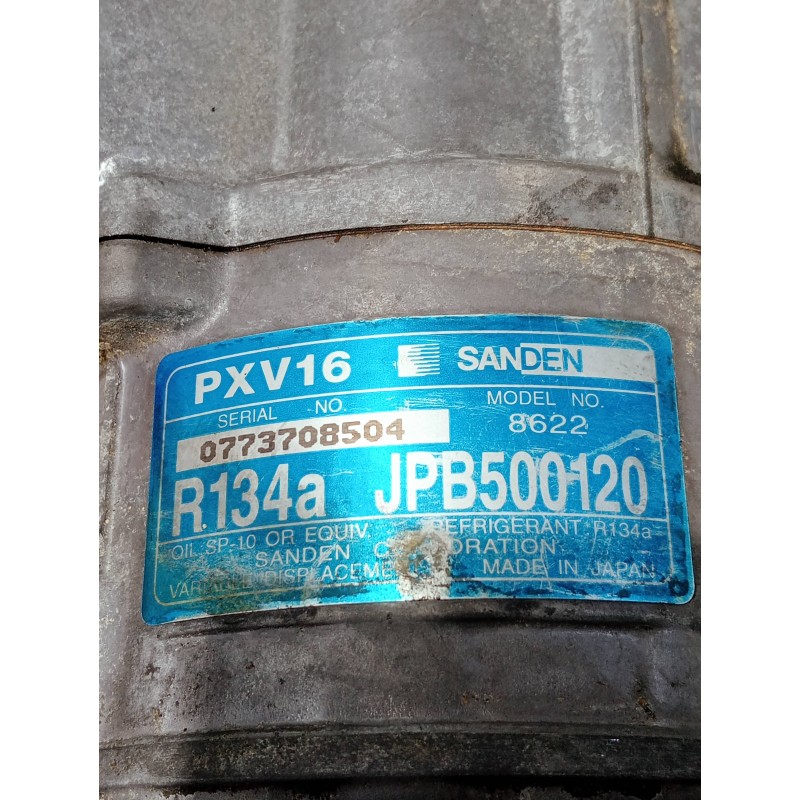 PXV16 SANDEN
SERIAL NO. MODEL NO.
0773708504 8622
R134a JPB500120
OIL SP-10 OR EQUIV. REFRIGERANT R134a
SANDEN
MADE IN JAPAN